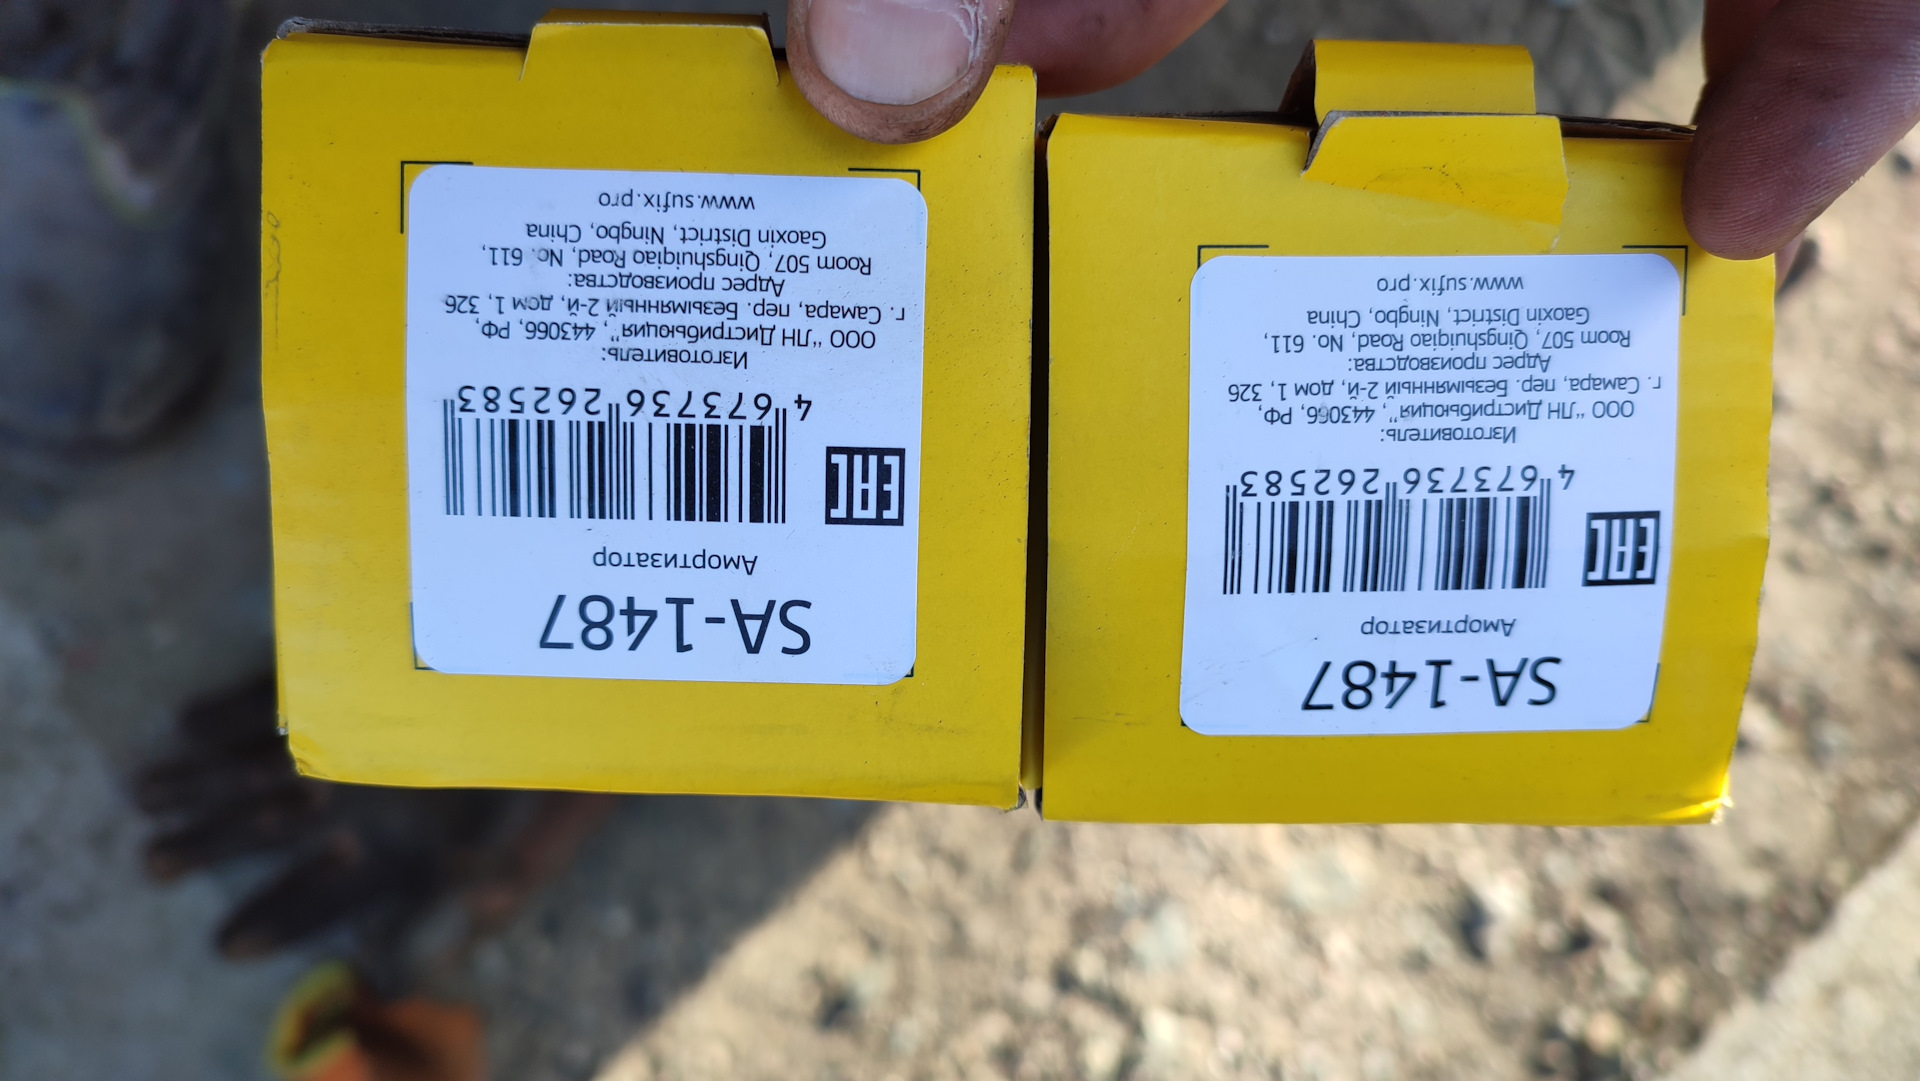 SA-1487
Амортизатор
EAC
4 673736 262583
Изготовитель:
ООО "ЛН Дистрибьюция", 443066, РФ,
г. Самара, пер. Безымянный 2-й, дом 1, 326
Адрес производства:
Room 507, Qingshuiqiao Road, No. 611,
Gaoxin District, Ningbo, China
www.sufix.pro
SA-1487
Амортизатор
EAC
4 673736 262583
Изготовитель:
ООО "ЛН Дистрибьюция", 443066, РФ,
г. Самара, пер. Безымянный 2-й, дом 1, 326
Адрес производства:
Room 507, Qingshuiqiao Road, No. 611,
Gaoxin District, Ningbo, China
www.sufix.pro